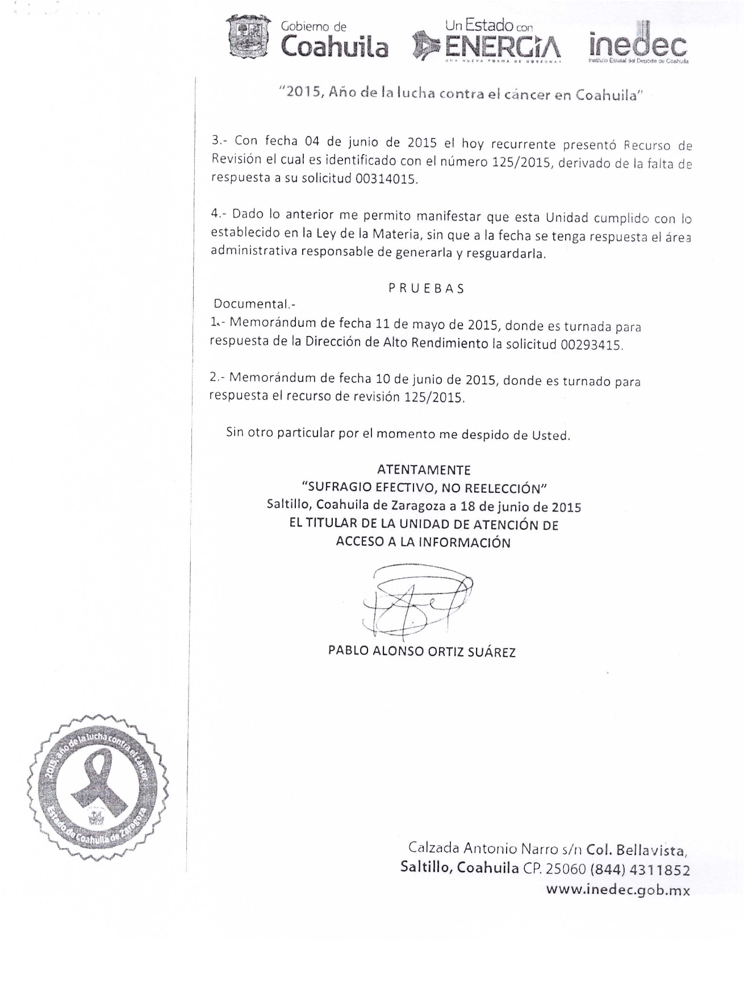 Gobierno de
Coahuila
Un Estado con
ENERGÍA
UNA NUEVA FORMA DE GOBERNAR
inedec
Instituto Estatal del Deporte de Coahuila
"2015, Año de la lucha contra el cáncer en Coahuila"
3.- Con fecha 04 de junio de 2015 el hoy recurrente presentó Recurso de
Revisión el cual es identificado con el número 125/2015, derivado de la falta de
respuesta a su solicitud 00314015.
4.- Dado lo anterior me permito manifestar que esta Unidad cumplido con lo
establecido en la Ley de la Materia, sin que a la fecha se tenga respuesta el área
administrativa responsable de generarla y resguardarla.
P R U E B A S
Documental.-
1.- Memorándum de fecha 11 de mayo de 2015, donde es turnada para
respuesta de la Dirección de Alto Rendimiento la solicitud 00293415.
2.- Memorándum de fecha 10 de junio de 2015, donde es turnado para
respuesta el recurso de revisión 125/2015.
Sin otro particular por el momento me despido de Usted.
ATENTAMENTE
"SUFRAGIO EFECTIVO, NO REELECCIÓN"
Saltillo, Coahuila de Zaragoza a 18 de junio de 2015
EL TITULAR DE LA UNIDAD DE ATENCIÓN DE
ACCESO A LA INFORMACIÓN
PABLO ALONSO ORTIZ SUÁREZ
2015, año de la lucha contra el cáncer
Estado de Coahuila de Zaragoza
Calzada Antonio Narro s/n Col. Bellavista,
Saltillo, Coahuila CP. 25060 (844) 4311852
www.inedec.gob.mx